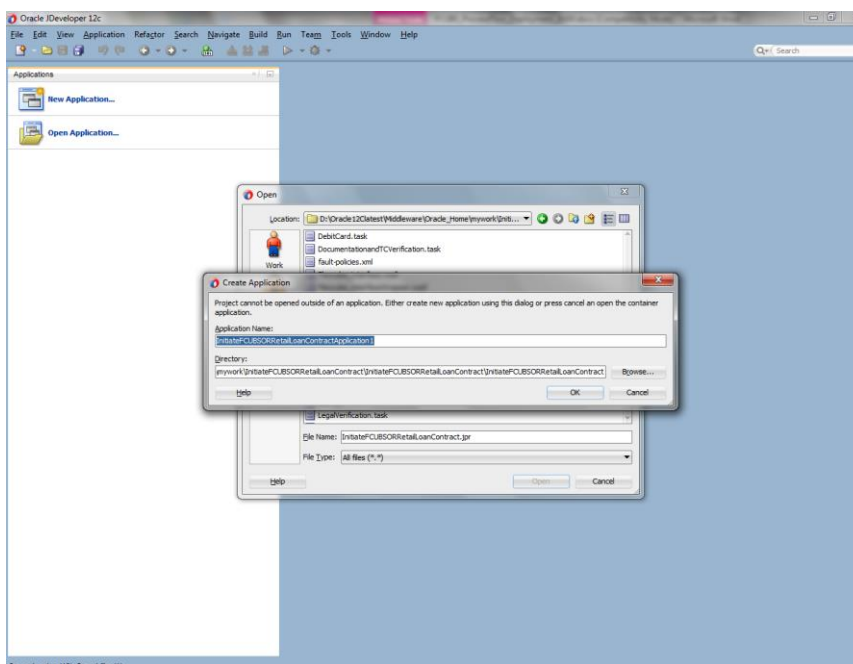 Oracle JDeveloper 12c
File Edit View Application Refactor Search Navigate Build Run Team Tools Window Help
Search
Applications
New Application...
Open Application...
Open
Location: D:\Oracle12Clatest\Middleware\Oracle_Home\mywork\Initi...
DebitCard.task
DocumentationandTCVerification.task
fault-policies.xml
Work
Create Application
Project cannot be opened outside of an application. Either create new application using this dialog or press cancel an open the container
application.
Application Name:
InitiateFCUBSORRetailLoanContractApplication1
Directory:
mywork\InitiateFCUBSORRetailLoanContract\InitiateFCUBSORRetailLoanContract\InitiateFCUBSORRetailLoanContract Browse...
Help OK Cancel
LegalVerification.task
File Name: InitiateFCUBSORRetailLoanContract.jpr
File Type: All files (*.*)
Help Open Cancel